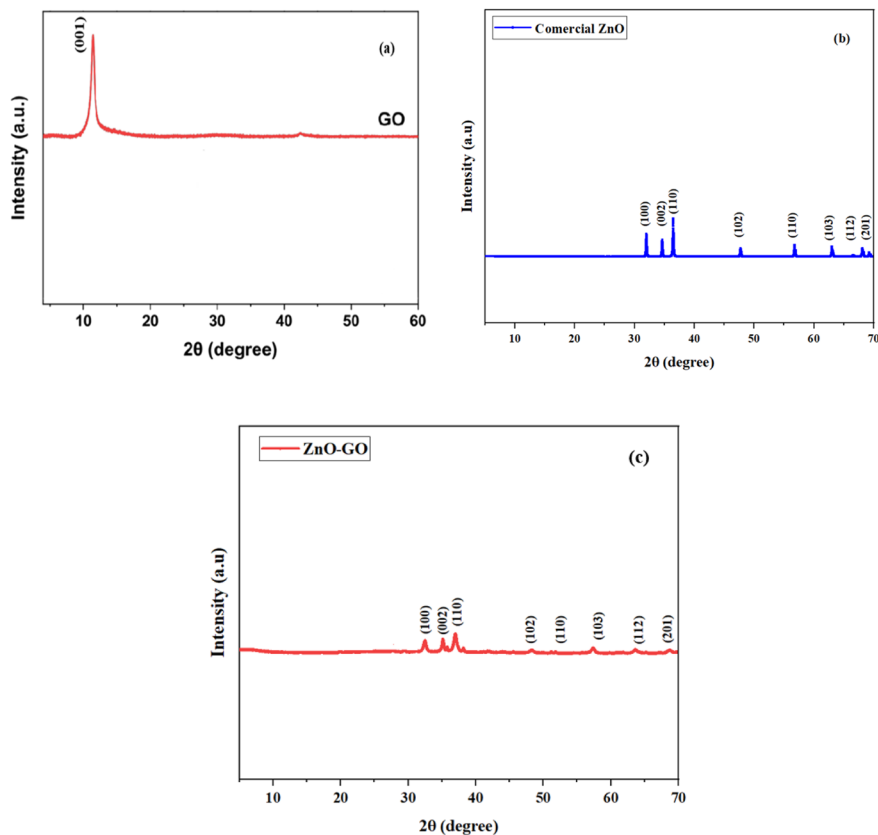 (001)
(a)
GO
Intensity (a.u.)
10 20 30 40 50 60
2θ (degree)
Comercial ZnO
(b)
(100) (002) (110) (102) (110) (103) (112) (201)
Intensity (a.u)
10 20 30 40 50 60 70
2θ (degree)
ZnO-GO
(c)
(100) (002) (110) (102) (110) (103) (112) (201)
Intensity (a.u)
10 20 30 40 50 60 70
2θ (degree)